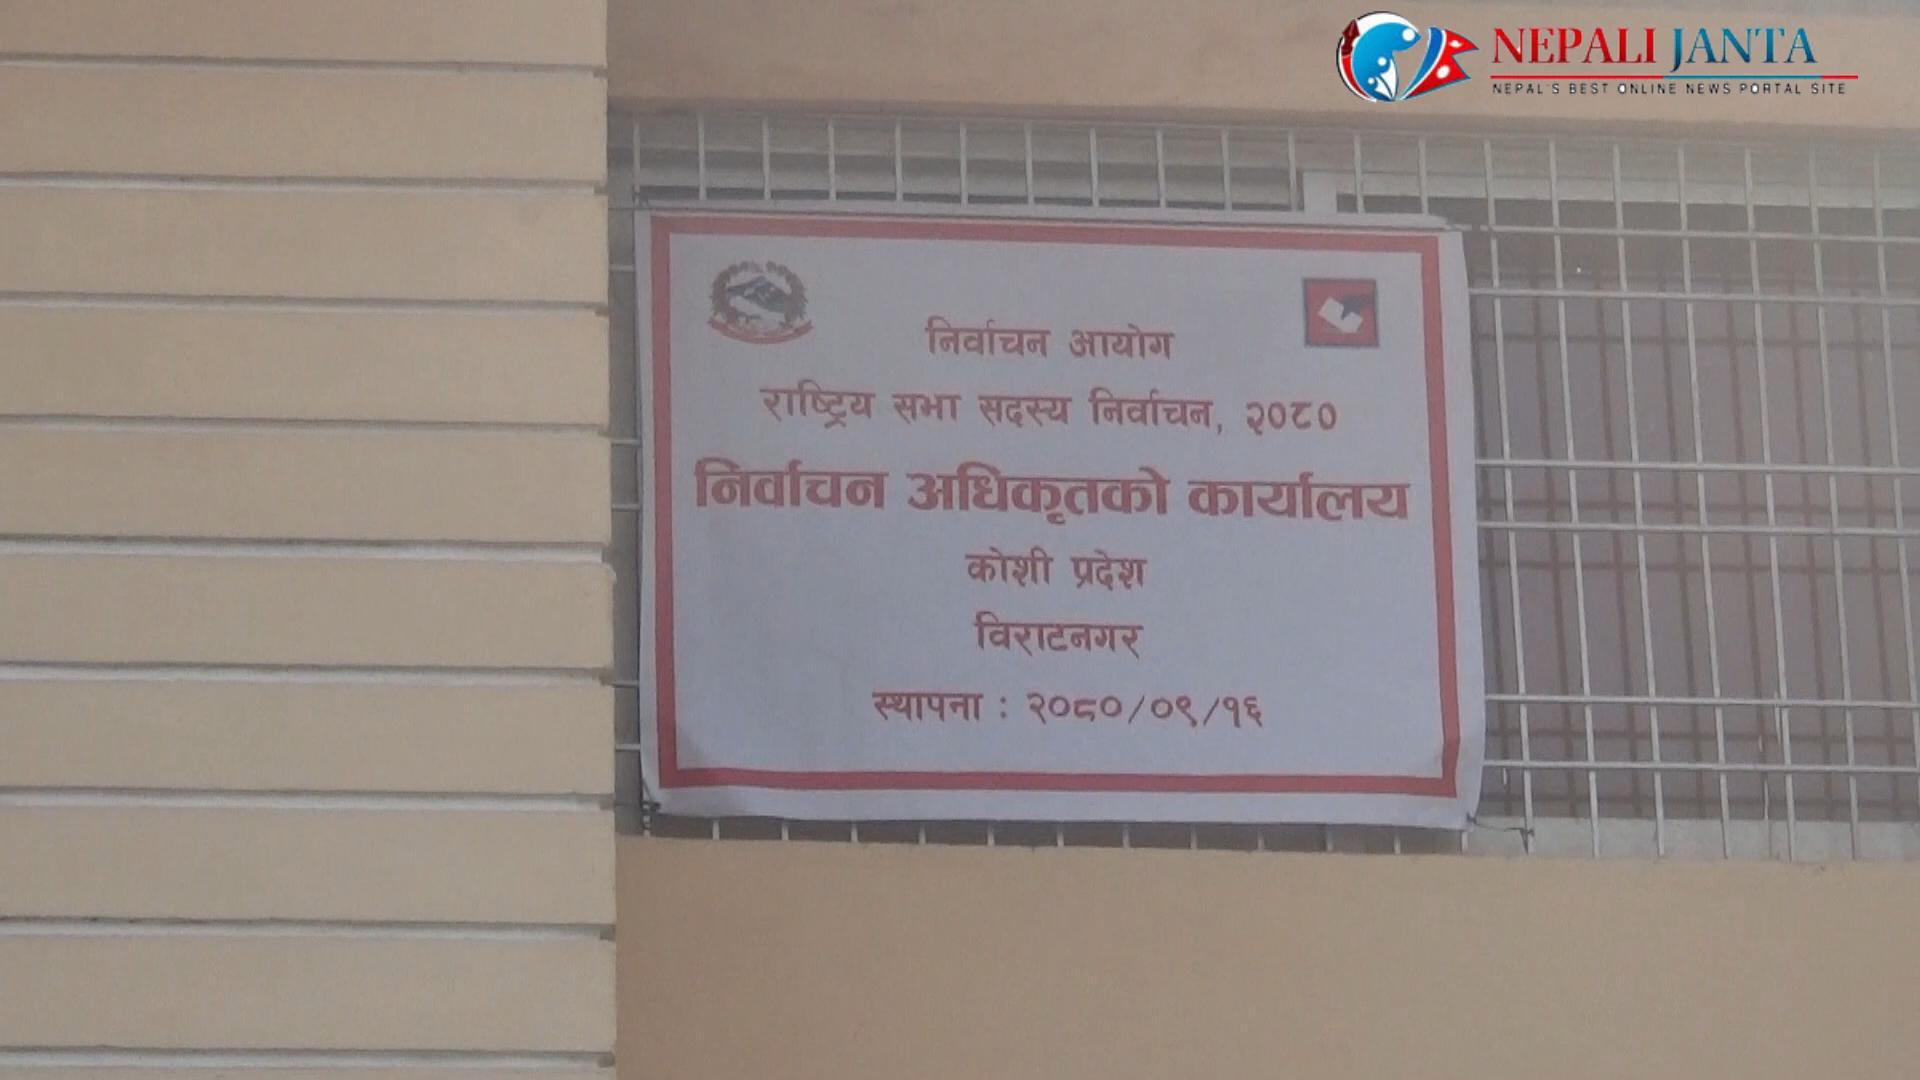 NEPALI JANTA
NEPAL'S BEST ONLINE NEWS PORTAL SITE
निर्वाचन आयोग
राष्ट्रिय सभा सदस्य निर्वाचन, २०८०
निर्वाचन अधिकृतको कार्यालय
कोशी प्रदेश
विराटनगर
स्थापना : २०८०/०९/१६